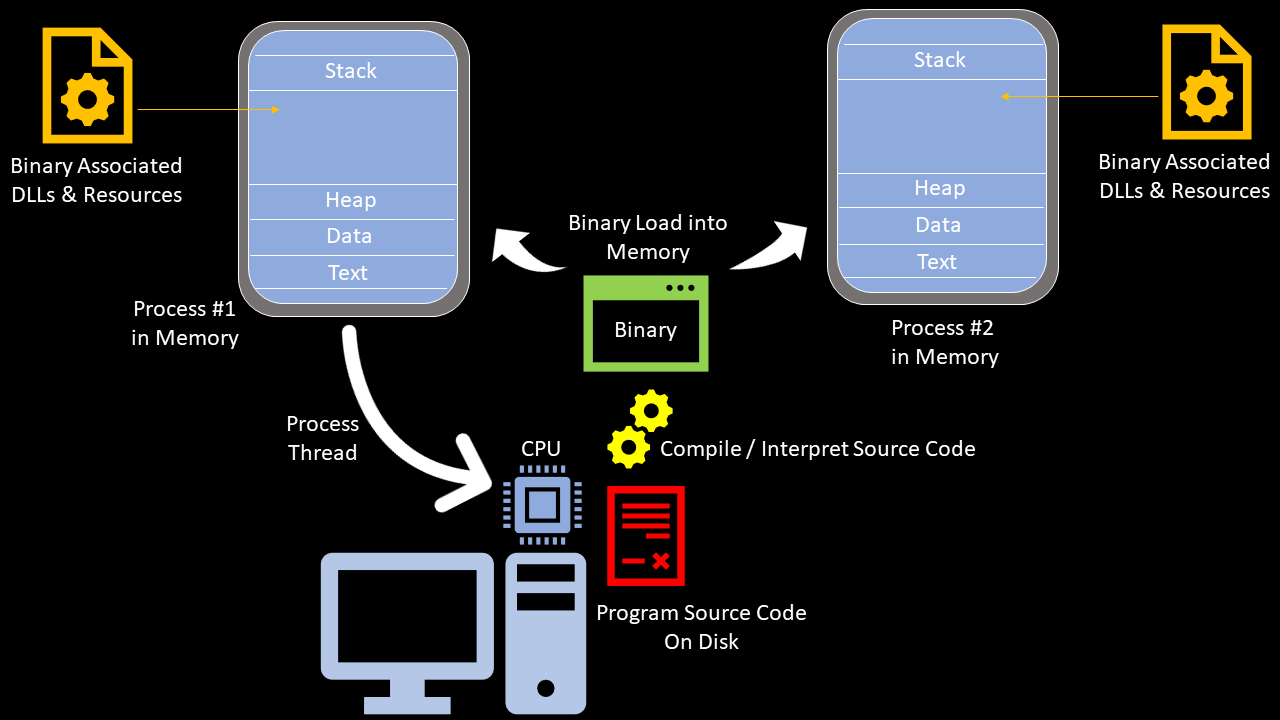 Binary Associated
DLLs & Resources
Stack
Heap
Data
Text
Process #1
in Memory
Binary Load into
Memory
Binary
Stack
Heap
Data
Text
Process #2
in Memory
Binary Associated
DLLs & Resources
Process
Thread
CPU
Compile / Interpret Source Code
Program Source Code
On Disk